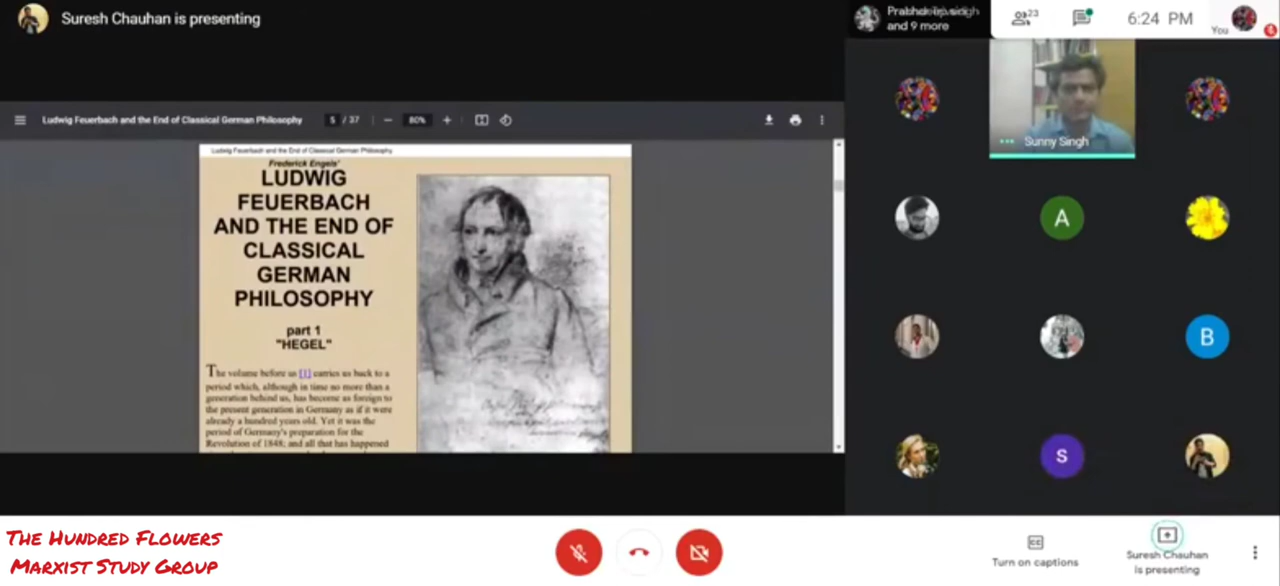 Suresh Chauhan is presenting
and 9 more
23
6:24 PM
You
Ludwig Feuerbach and the End of Classical German Philosophy
5 / 37
80%
Ludwig Feuerbach and the End of Classical German Philosophy
Frederick Engels'
LUDWIG
FEUERBACH
AND THE END OF
CLASSICAL
GERMAN
PHILOSOPHY
part 1
"HEGEL"
The volume before us [1] carries us back to a
period which, although in time no more than a
generation behind us, has become as foreign to
the present generation in Germany as if it were
already a hundred years old. Yet it was the
period of Germany's preparation for the
Revolution of 1848; and all that has happened
Sunny Singh
A
B
S
THE HUNDRED FLOWERS
MARXIST STUDY GROUP
CC
Turn on captions
Suresh Chauhan
is presenting